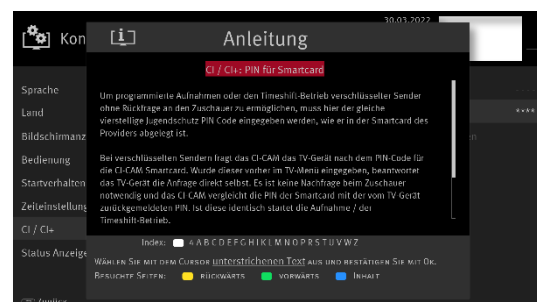 30.03.2022
Kon
Anleitung
CI / CI+: PIN für Smartcard
Sprache
Um programmierte Aufnahmen oder den Timeshift-Betrieb verschlüsselter Sender
ohne Rückfrage an den Zuschauer zu ermöglichen, muss hier der gleiche
Land
****
vierstellige Jugendschutz PIN Code eingegeben werden, wie er in der Smartcard des
Bildschirmanz
Providers abgelegt ist.
Bedienung
Bei verschlüsselten Sendern fragt das CI-CAM das TV-Gerät nach dem PIN-Code für
Startverhalten
die CI-CAM Smartcard. Wurde dieser vorher im TV-Menü eingegeben, beantwortet
das TV-Gerät die Anfrage direkt selbst. Es ist keine Nachfrage beim Zuschauer
Zeiteinstellung
notwendig und das CI-CAM vergleicht die PIN der Smartcard mit der vom TV-Gerät
zurückgemeldeten PIN. Ist diese identisch startet die Aufnahme / der
CI / CI+
Timeshift-Betrieb.
Status Anzeige
Index: 4 A B C D E F G H I K L M N O P R S T U V W Z
Wählen Sie mit dem Cursor unterstrichenen Text aus und bestätigen Sie mit Ok.
Besuchte Seiten: rückwärts vorwärts Inhalt